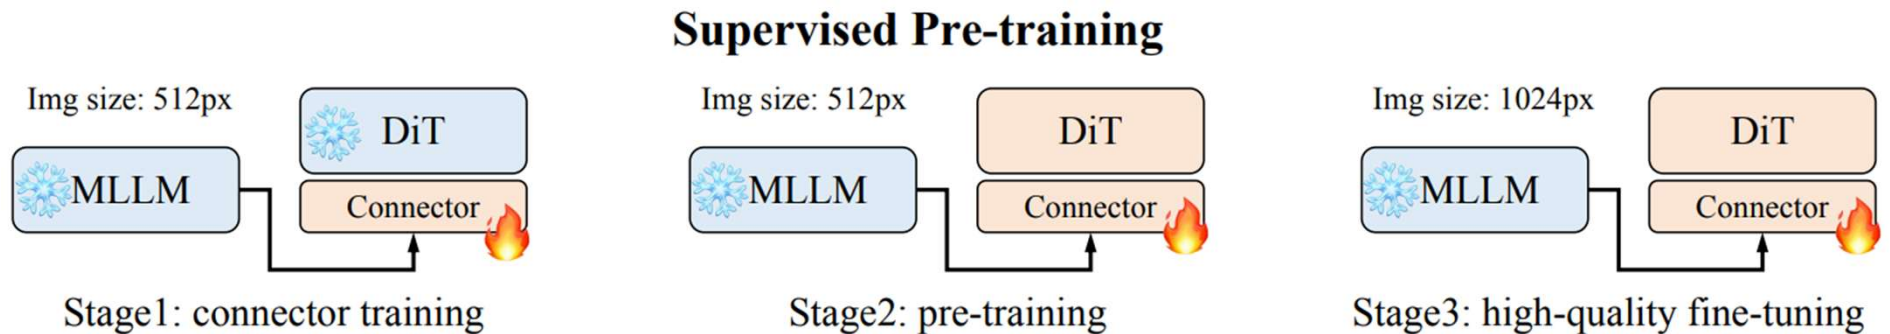 Supervised Pre-training
Img size: 512px
DiT
MLLM
Connector
Stage1: connector training
Img size: 512px
DiT
MLLM
Connector
Stage2: pre-training
Img size: 1024px
DiT
MLLM
Connector
Stage3: high-quality fine-tuning